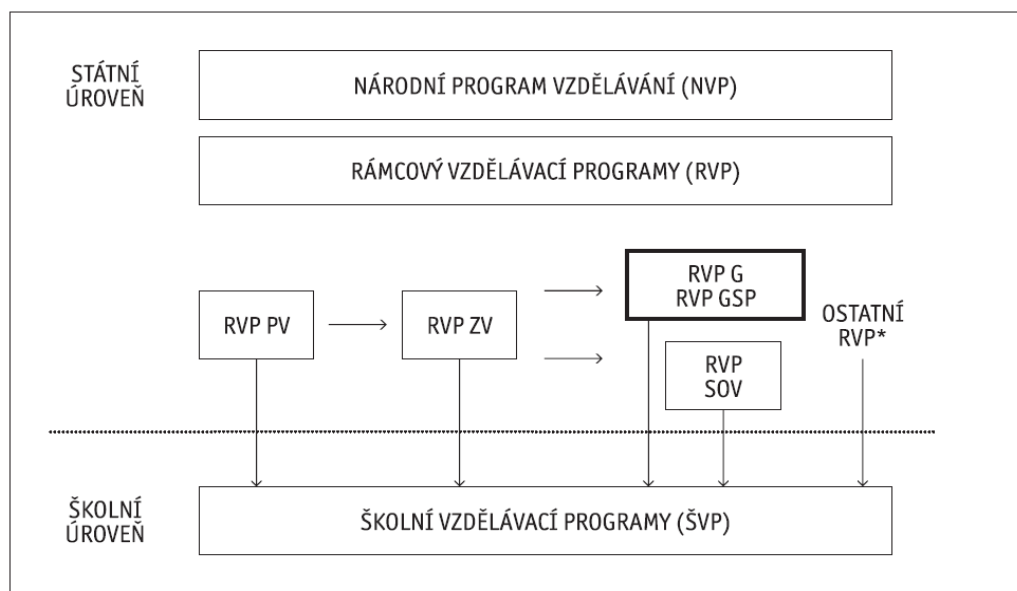 STÁTNÍ
ÚROVEŇ
NÁRODNÍ PROGRAM VZDĚLÁVÁNÍ (NVP)
RÁMCOVÝ VZDĚLÁVACÍ PROGRAMY (RVP)
RVP PV
RVP ZV
RVP G
RVP GSP
RVP
SOV
OSTATNÍ
RVP*
ŠKOLNÍ
ÚROVEŇ
ŠKOLNÍ VZDĚLÁVACÍ PROGRAMY (ŠVP)